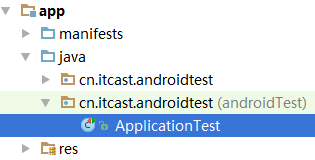 app
manifests
java
cn.itcast.androidtest
cn.itcast.androidtest (androidTest)
ApplicationTest
res